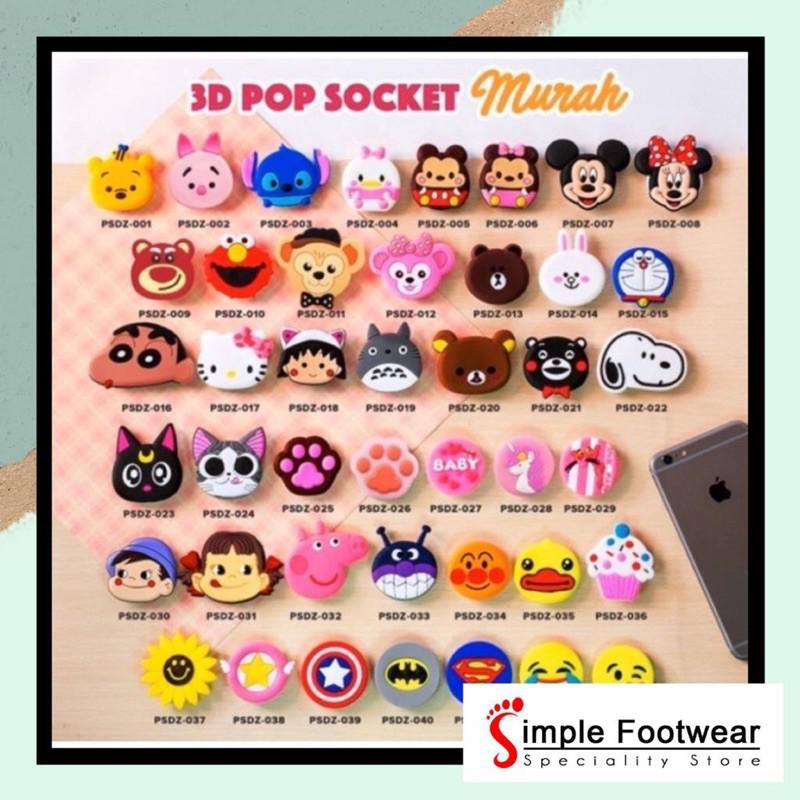 3D POP SOCKET Murah
PSDZ-001 PSDZ-002 PSDZ-003 PSDZ-004 PSDZ-005 PSDZ-006 PSDZ-007 PSDZ-008
PSDZ-009 PSDZ-010 PSDZ-011 PSDZ-012 PSDZ-013 PSDZ-014 PSDZ-015
PSDZ-016 PSDZ-017 PSDZ-018 PSDZ-019 PSDZ-020 PSDZ-021 PSDZ-022
BABY
PSDZ-023 PSDZ-024 PSDZ-025 PSDZ-026 PSDZ-027 PSDZ-028 PSDZ-029
PSDZ-030 PSDZ-031 PSDZ-032 PSDZ-033 PSDZ-034 PSDZ-035 PSDZ-036
PSDZ-037 PSDZ-038 PSDZ-039 PSDZ-040
Simple Footwear
Speciality Store